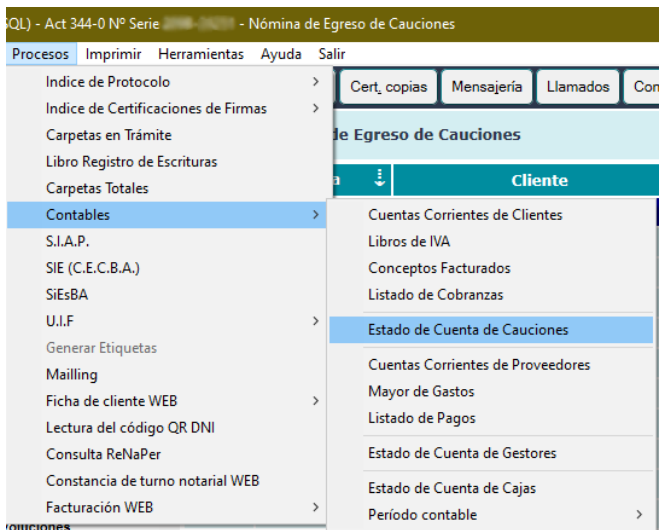 SQL) - Act 344-0 Nº Serie - Nómina de Egreso de Cauciones
Procesos Imprimir Herramientas Ayuda Salir
Cert. copias Mensajería Llamados
de Egreso de Cauciones
Cliente
Indice de Protocolo
Indice de Certificaciones de Firmas
Carpetas en Trámite
Libro Registro de Escrituras
Carpetas Totales
Contables
S.I.A.P.
SIE (C.E.C.B.A.)
SiEsBA
U.I.F
Generar Etiquetas
Mailling
Ficha de cliente WEB
Lectura del código QR DNI
Consulta ReNaPer
Constancia de turno notarial WEB
Facturación WEB
Cuentas Corrientes de Clientes
Libros de IVA
Conceptos Facturados
Listado de Cobranzas
Estado de Cuenta de Cauciones
Cuentas Corrientes de Proveedores
Mayor de Gastos
Listado de Pagos
Estado de Cuenta de Gestores
Estado de Cuenta de Cajas
Período contable